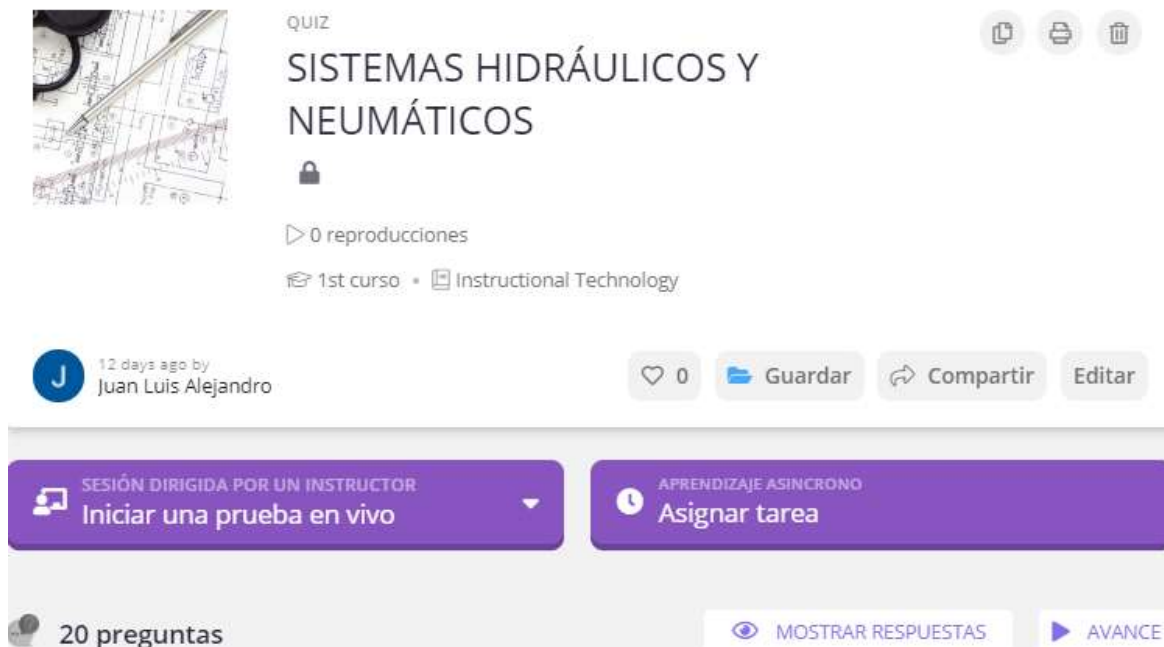 QUIZ
SISTEMAS HIDRÁULICOS Y
NEUMÁTICOS
0 reproducciones
1st curso • Instructional Technology
J
12 days ago by
Juan Luis Alejandro
0
Guardar
Compartir
Editar
SESIÓN DIRIGIDA POR UN INSTRUCTOR
Iniciar una prueba en vivo
APRENDIZAJE ASINCRONO
Asignar tarea
20 preguntas
MOSTRAR RESPUESTAS
AVANCE